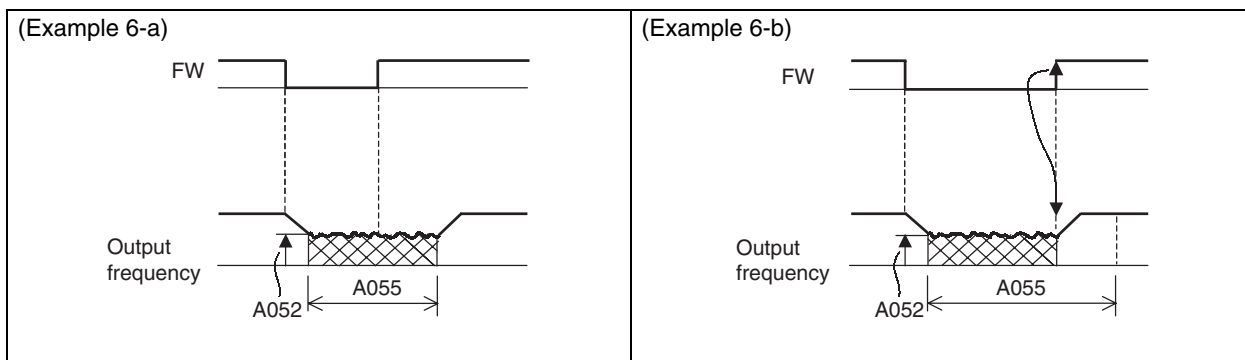 (Example 6-a)
FW
Output
frequency
A055
A052
(Example 6-b)
FW
Output
frequency
A055
A052